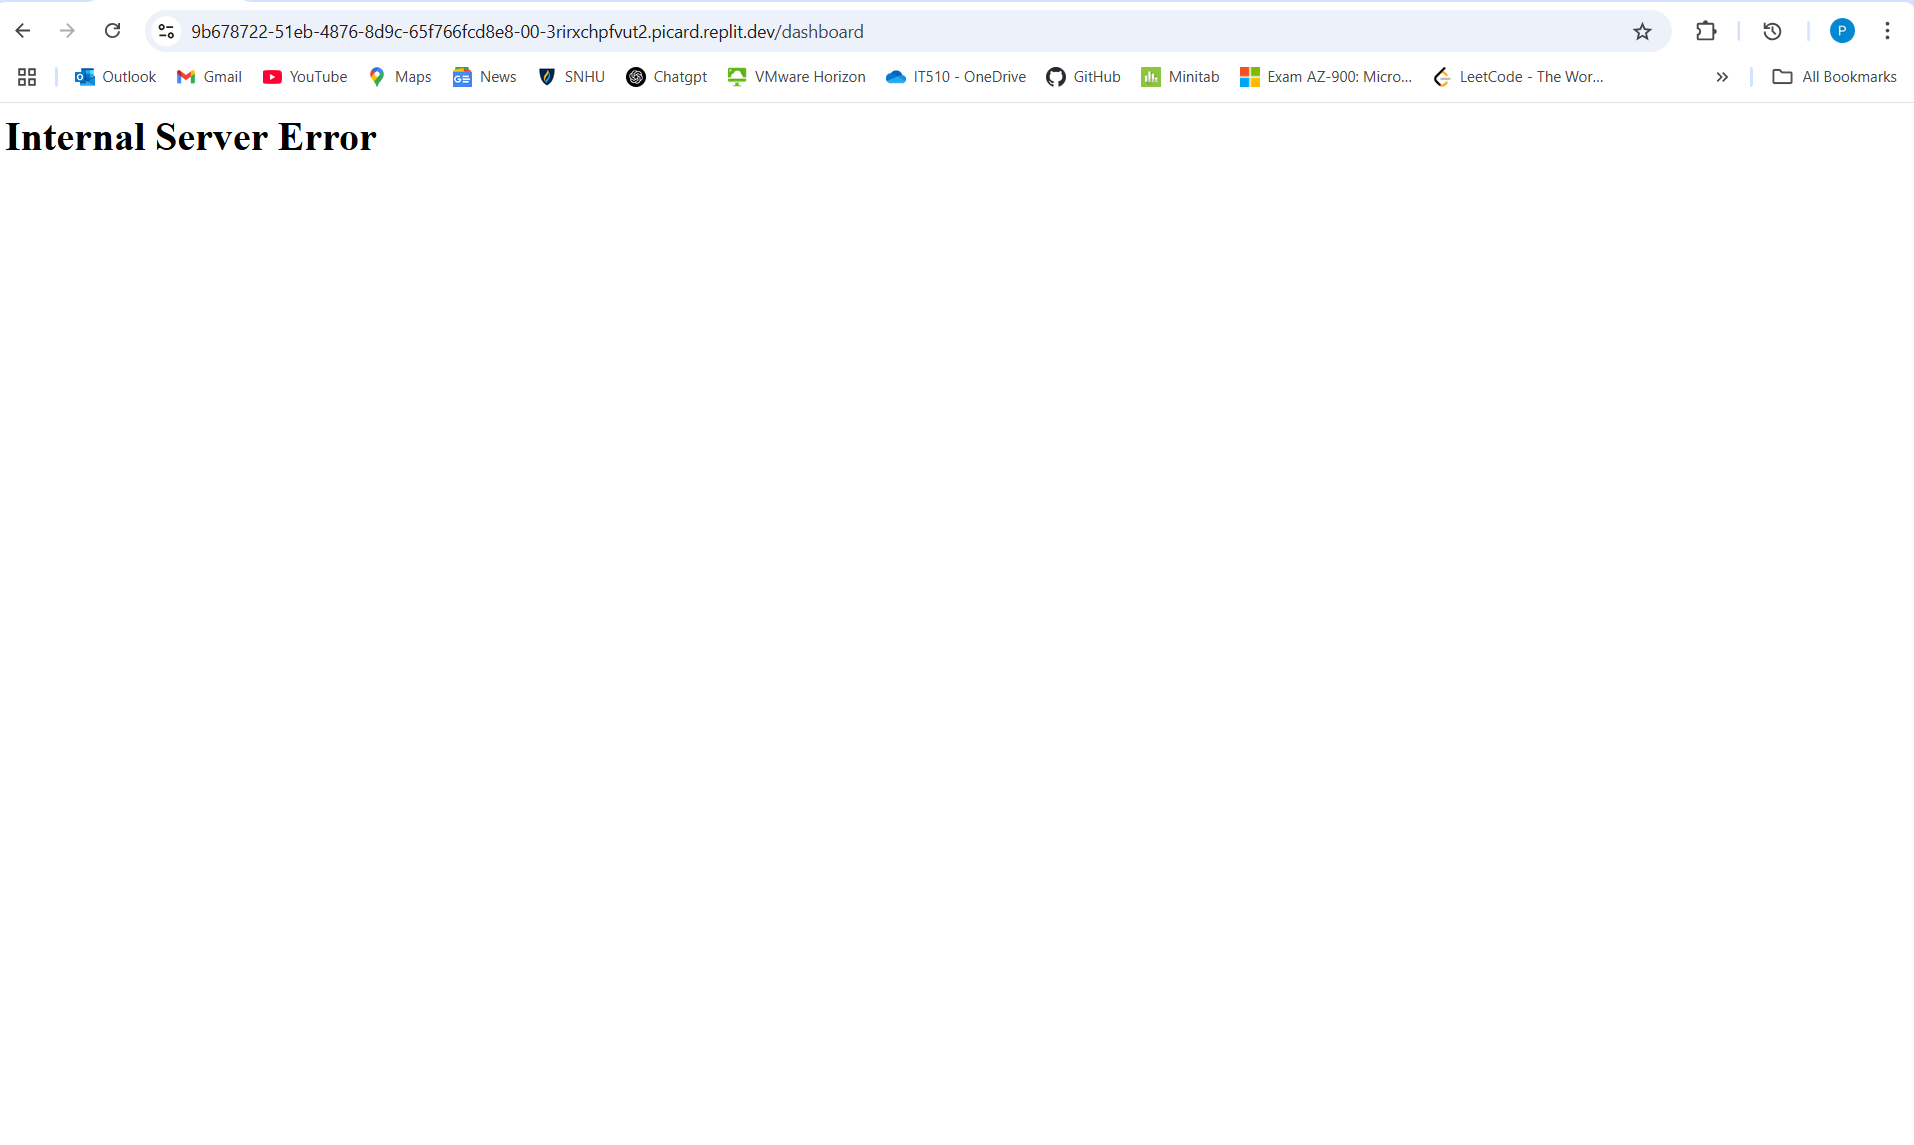 9b678722-51eb-4876-8d9c-65f766fcd8e8-00-3rirxchpfvut2.picard.replit.dev/dashboard P
Outlook Gmail YouTube Maps News SNHU Chatgpt VMware Horizon IT510 - OneDrive GitHub Minitab Exam AZ-900: Micro... LeetCode - The Wor... » All Bookmarks
Internal Server Error